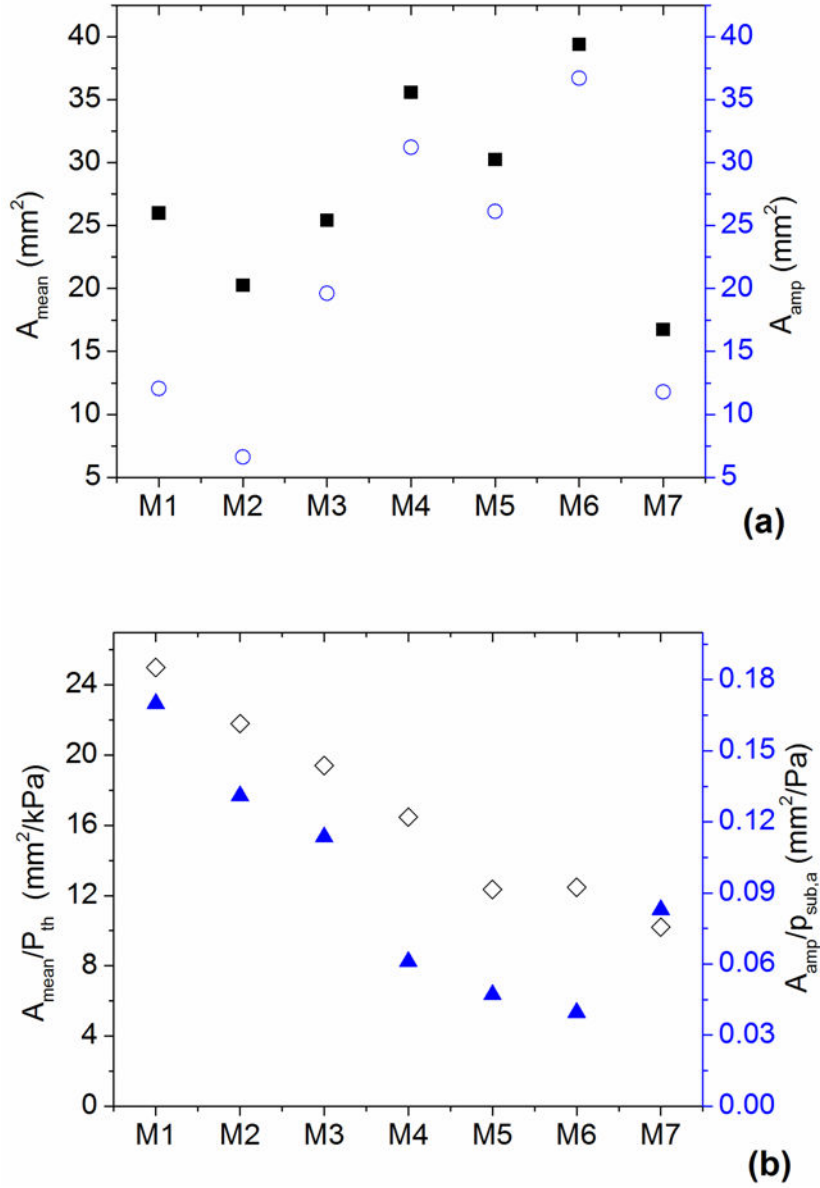 40 40
35 35
30 30
25 25
20 20
15 15
10 10
5 5
A_mean (mm²)
A_amp (mm²)
M1 M2 M3 M4 M5 M6 M7
(a)
24 0.18
20 0.15
16 0.12
12 0.09
8 0.06
4 0.03
0 0.00
A_mean/P_th (mm²/kPa)
A_amp/p_sub,a (mm²/Pa)
M1 M2 M3 M4 M5 M6 M7
(b)